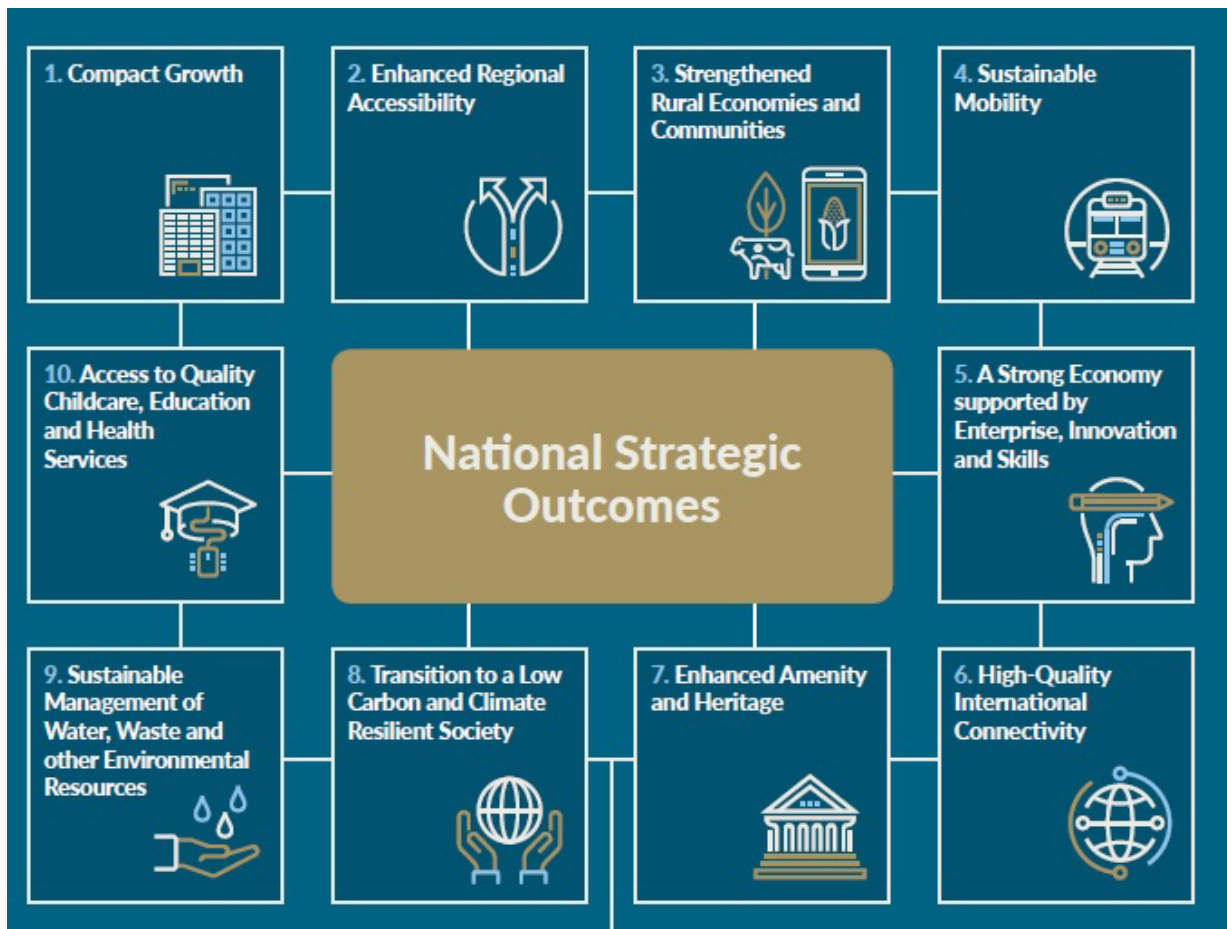 1. Compact Growth
2. Enhanced Regional
Accessibility
3. Strengthened
Rural Economies and
Communities
4. Sustainable
Mobility
10. Access to Quality
Childcare, Education
and Health
Services
National Strategic
Outcomes
5. A Strong Economy
supported by
Enterprise, Innovation
and Skills
9. Sustainable
Management of
Water, Waste and
other Environmental
Resources
8. Transition to a Low
Carbon and Climate
Resilient Society
7. Enhanced Amenity
and Heritage
6. High-Quality
International
Connectivity